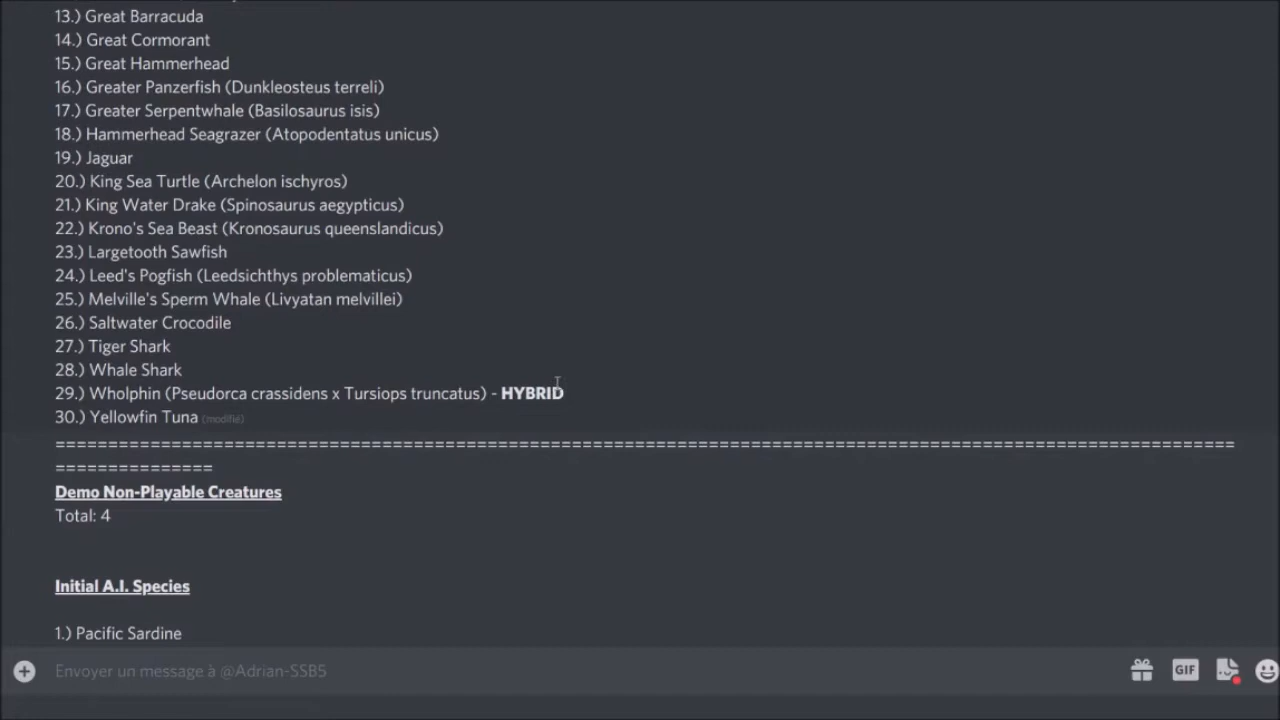 13.) Great Barracuda
14.) Great Cormorant
15.) Great Hammerhead
16.) Greater Panzerfish (Dunkleosteus terreli)
17.) Greater Serpentwhale (Basilosaurus isis)
18.) Hammerhead Seagrazer (Atopodentatus unicus)
19.) Jaguar
20.) King Sea Turtle (Archelon ischyros)
21.) King Water Drake (Spinosaurus aegypticus)
22.) Krono's Sea Beast (Kronosaurus queenslandicus)
23.) Largetooth Sawfish
24.) Leed's Pogfish (Leedsichthys problematicus)
25.) Melville's Sperm Whale (Livyatan melvillei)
26.) Saltwater Crocodile
27.) Tiger Shark
28.) Whale Shark
29.) Wholphin (Pseudorca crassidens x Tursiops truncatus) - HYBRID
30.) Yellowfin Tuna (modifié)
Demo Non-Playable Creatures
Total: 4
Initial A.I. Species
1.) Pacific Sardine
Envoyer un message à @Adrian-SSB5
GIF